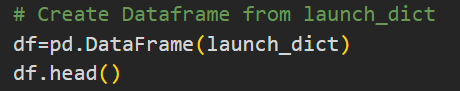 # Create Dataframe from launch_dict
df=pd.DataFrame(launch_dict)
df.head()